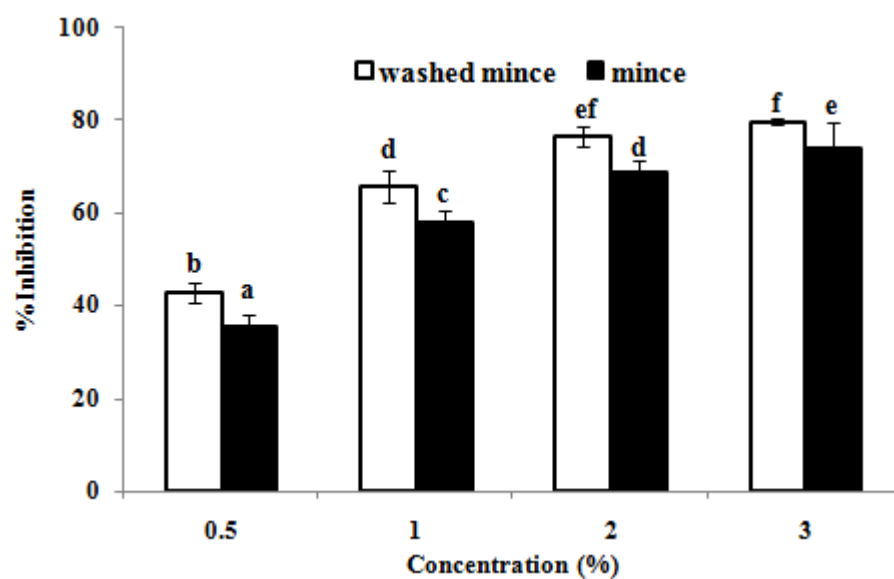 100
washed mince mince
80
60
40
20
0
%Inhibition
b
a
d
c
ef
d
f
e
0.5 1 2 3
Concentration (%)